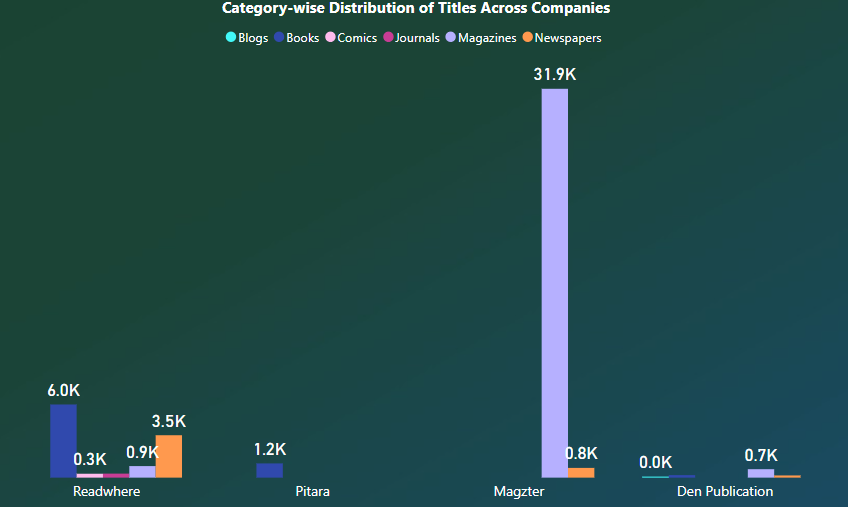 Category-wise Distribution of Titles Across Companies
Blogs Books Comics Journals Magazines Newspapers
31.9K
6.0K
3.5K
1.2K
0.3K 0.9K 0.8K 0.0K 0.7K
Readwhere Pitara Magzter Den Publication